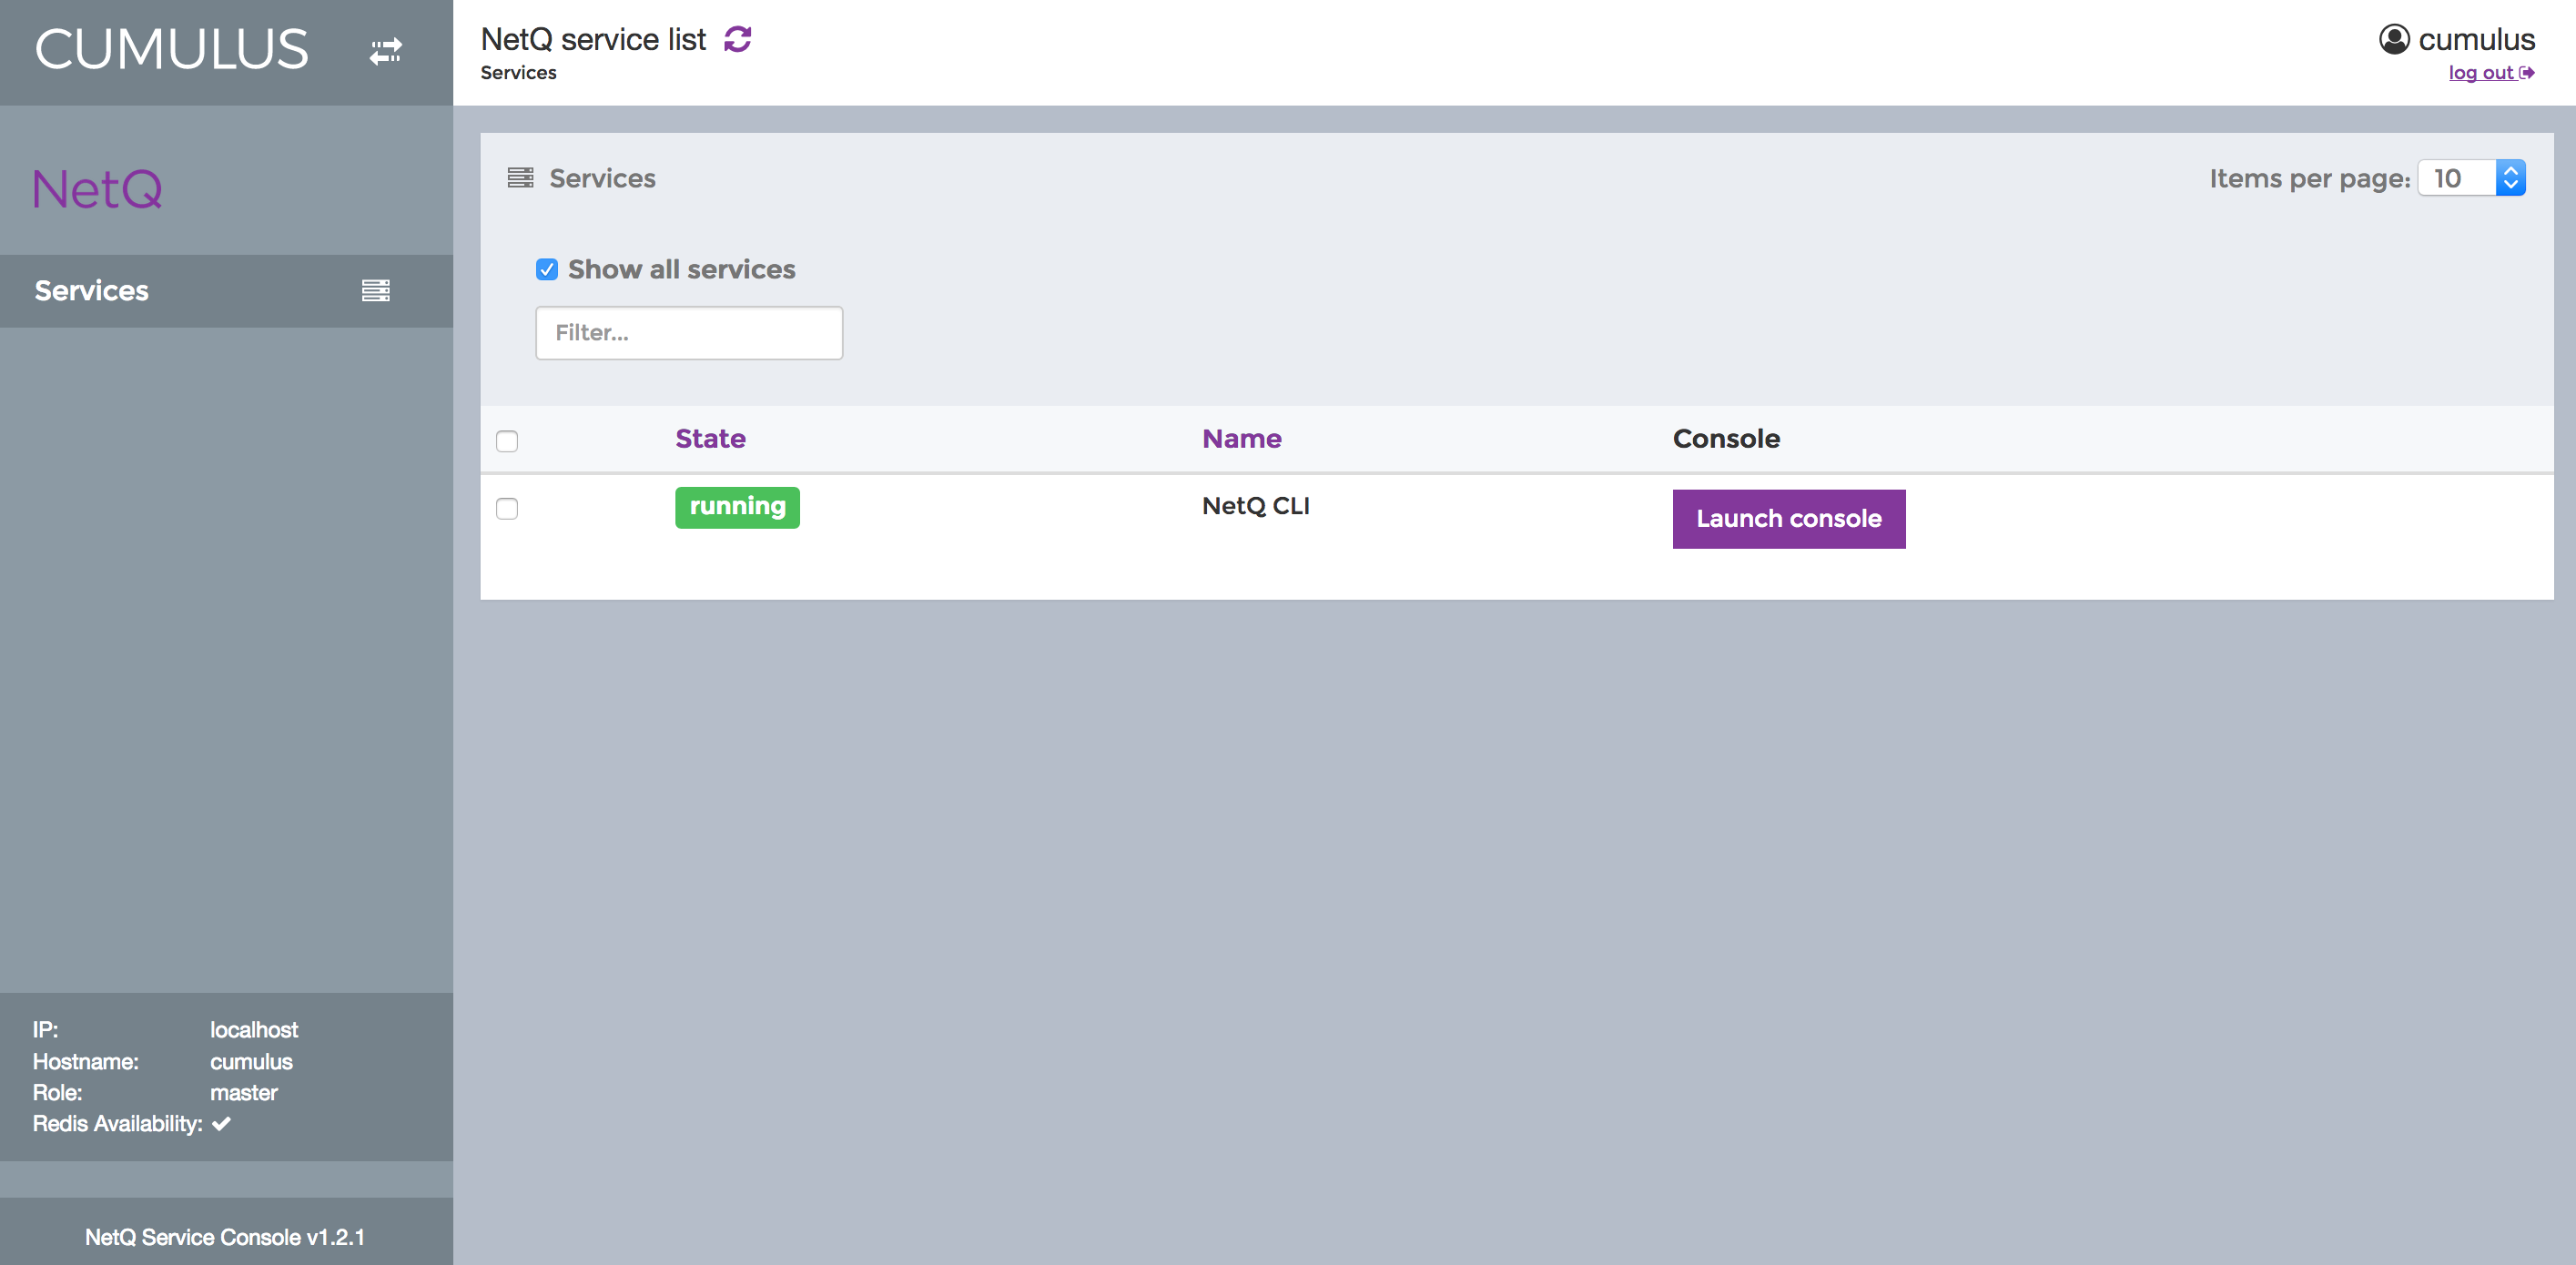 CUMULUS
NetQ
Services
IP: localhost
Hostname: cumulus
Role: master
Redis Availability:
NetQ Service Console v1.2.1
NetQ service list
Services
cumulus
log out
Services
Items per page: 10
Show all services
Filter...
State Name Console
running NetQ CLI Launch console